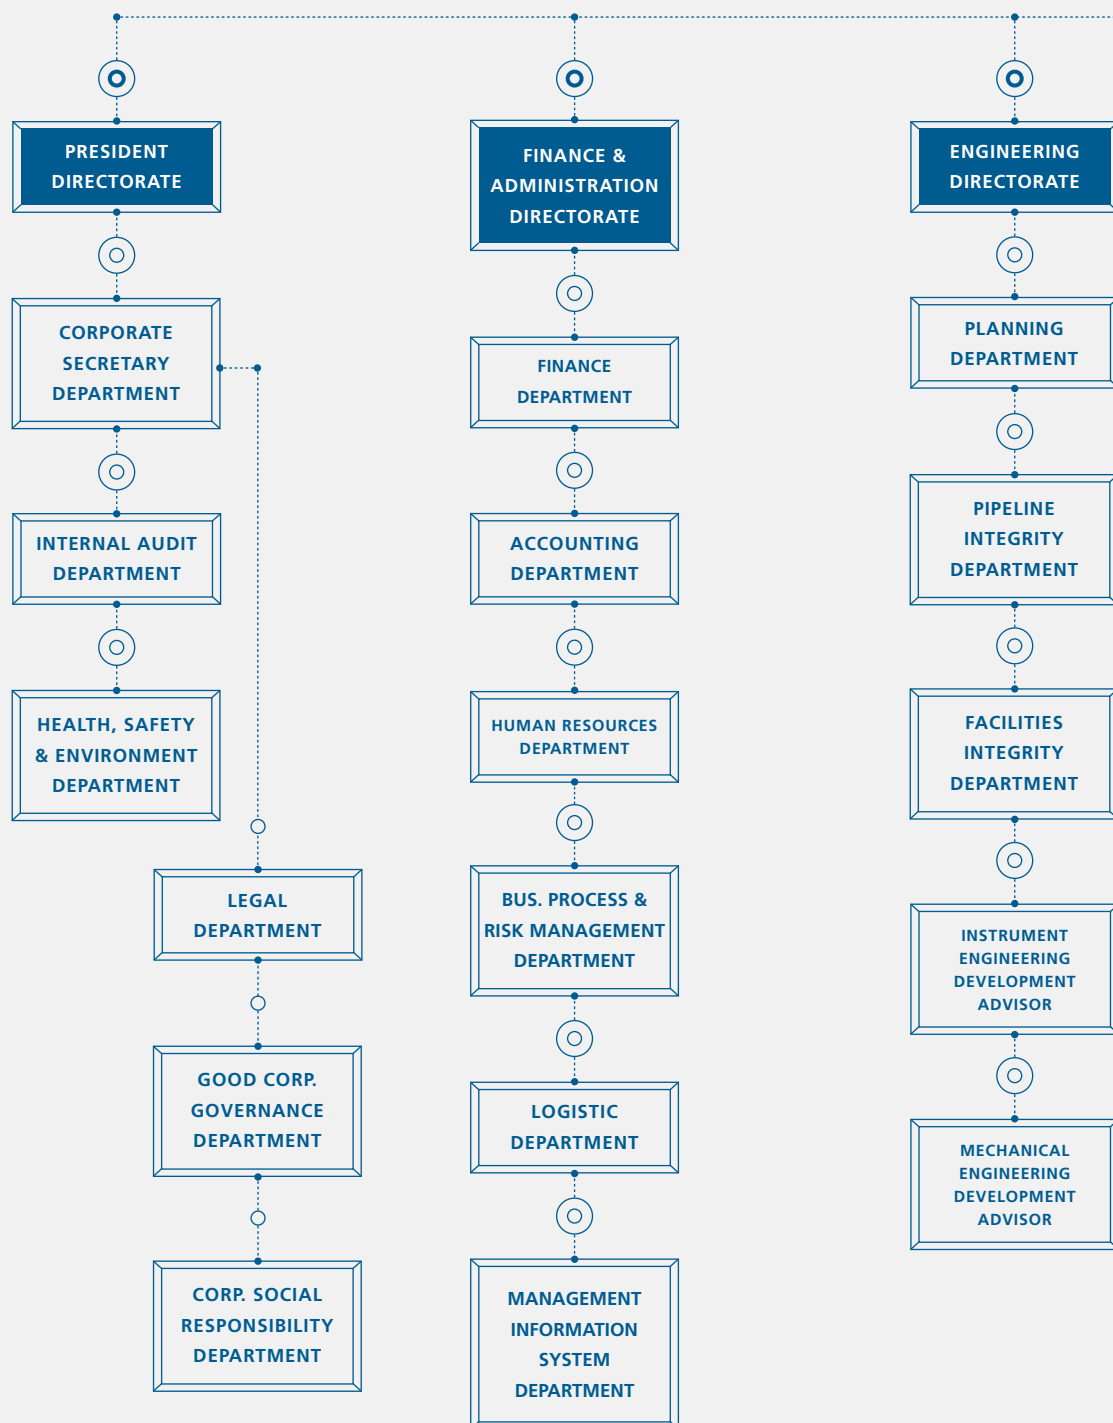 PRESIDENT
DIRECTORATE
CORPORATE
SECRETARY
DEPARTMENT
INTERNAL AUDIT
DEPARTMENT
HEALTH, SAFETY
& ENVIRONMENT
DEPARTMENT
LEGAL
DEPARTMENT
GOOD CORP.
GOVERNANCE
DEPARTMENT
CORP. SOCIAL
RESPONSIBILITY
DEPARTMENT
FINANCE &
ADMINISTRATION
DIRECTORATE
FINANCE
DEPARTMENT
ACCOUNTING
DEPARTMENT
HUMAN RESOURCES
DEPARTMENT
BUS. PROCESS &
RISK MANAGEMENT
DEPARTMENT
LOGISTIC
DEPARTMENT
MANAGEMENT
INFORMATION
SYSTEM
DEPARTMENT
ENGINEERING
DIRECTORATE
PLANNING
DEPARTMENT
PIPELINE
INTEGRITY
DEPARTMENT
FACILITIES
INTEGRITY
DEPARTMENT
INSTRUMENT
ENGINEERING
DEVELOPMENT
ADVISOR
MECHANICAL
ENGINEERING
DEVELOPMENT
ADVISOR